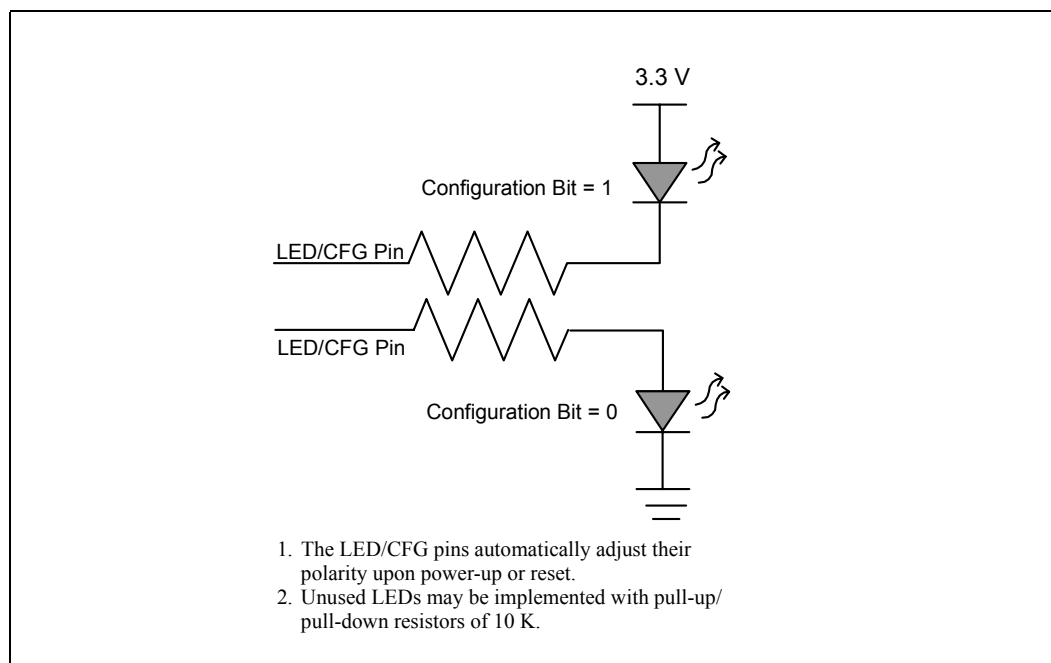 3.3 V
Configuration Bit = 1
LED/CFG Pin
LED/CFG Pin
Configuration Bit = 0
1. The LED/CFG pins automatically adjust their
polarity upon power-up or reset.
2. Unused LEDs may be implemented with pull-up/
pull-down resistors of 10 K.